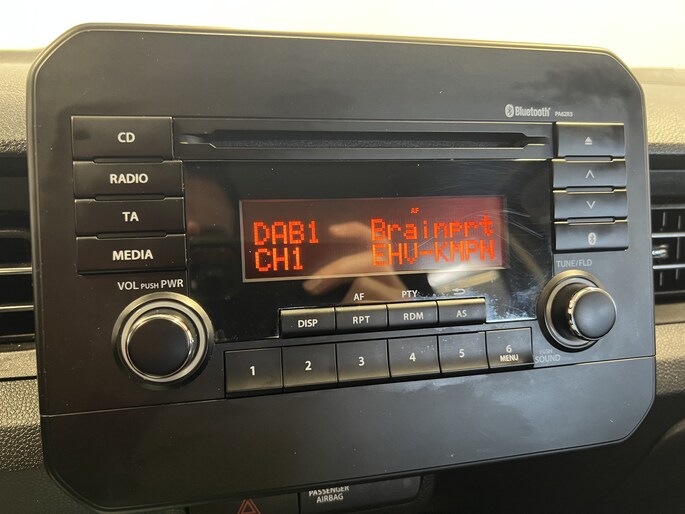 Bluetooth® PA02R3
CD
RADIO
TA
MEDIA
AF
DAB1 Brainprt
CH1 EHV-KMPN
VOL PUSH PWR
TUNE/FLD
AF PTY
DISP RPT RDM AS
1 2 3 4 5 6
MENU
SOUND
PASSENGER
AIRBAG